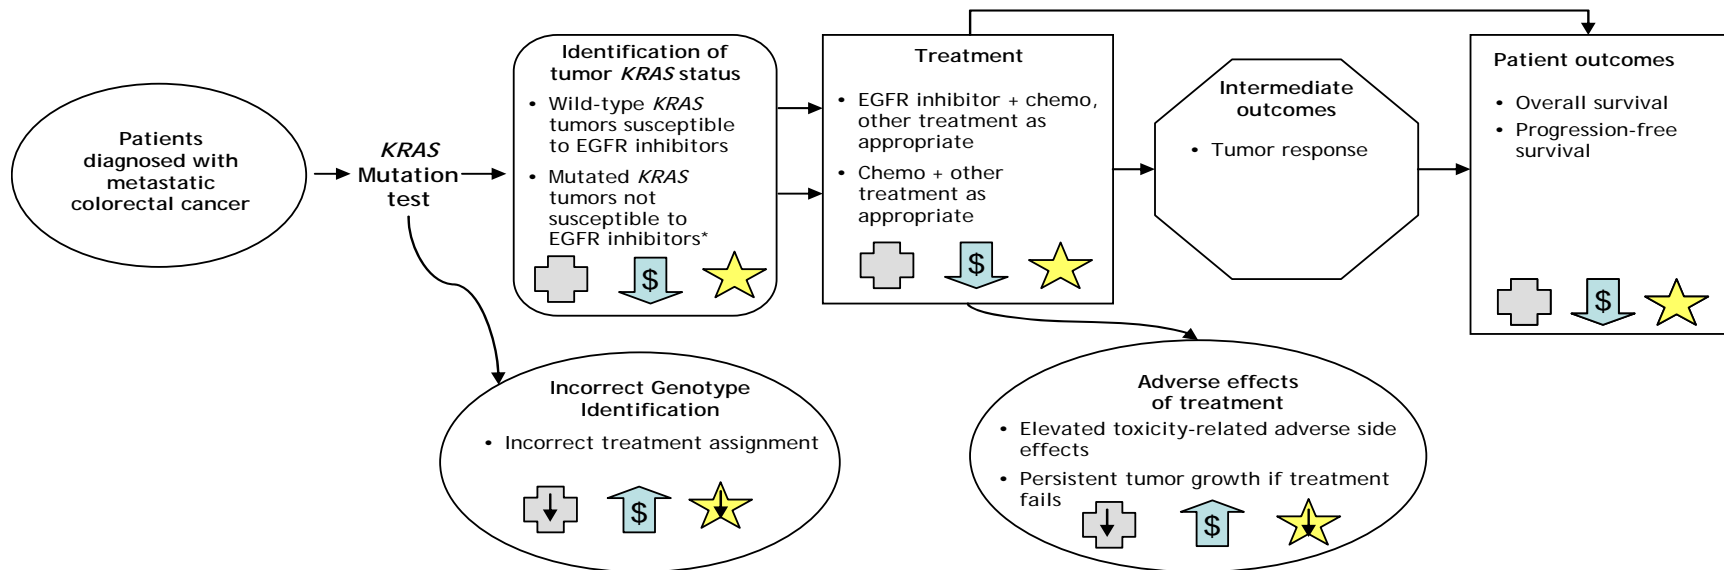 Patients
diagnosed with
metastatic
colorectal cancer
KRAS
Mutation
test
Identification of
tumor KRAS status
• Wild-type KRAS
tumors susceptible
to EGFR inhibitors
• Mutated KRAS
tumors not
susceptible to
EGFR inhibitors*
$
Treatment
• EGFR inhibitor + chemo,
other treatment as
appropriate
• Chemo + other
treatment as
appropriate
$
Intermediate
outcomes
• Tumor response
Patient outcomes
• Overall survival
• Progression-free
survival
$
Incorrect Genotype
Identification
• Incorrect treatment assignment
$
Adverse effects
of treatment
• Elevated toxicity-related adverse side
effects
• Persistent tumor growth if treatment
fails
$